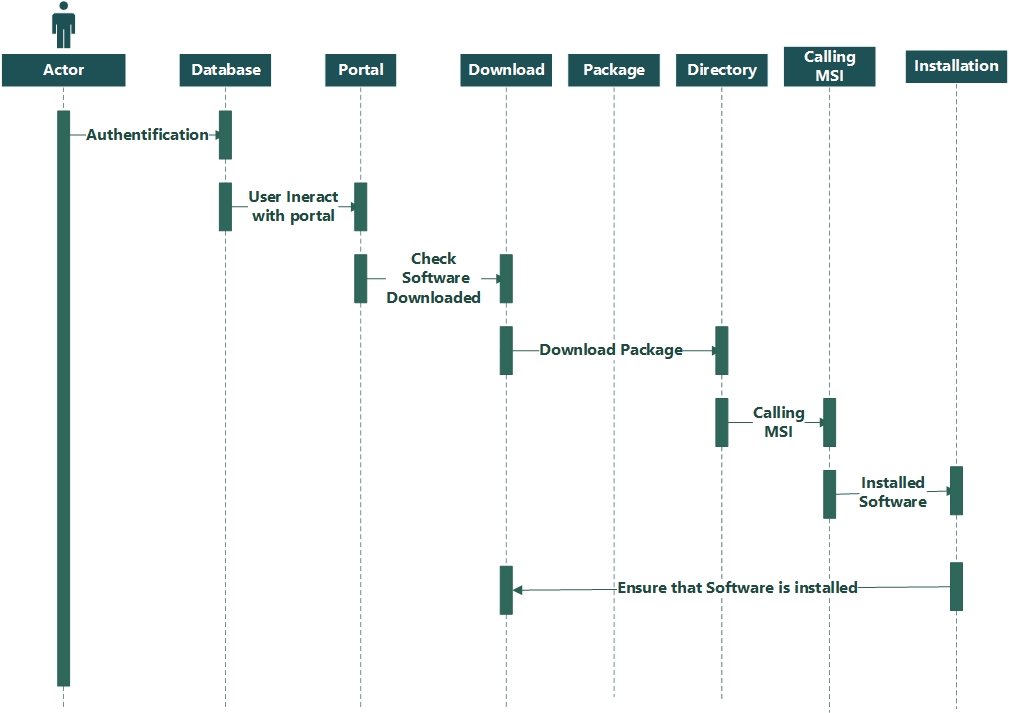 Actor
Database
Portal
Download
Package
Directory
Calling
MSI
Installation
Authentification
User Ineract
with portal
Check
Software
Downloaded
Download Package
Calling
MSI
Installed
Software
Ensure that Software is installed